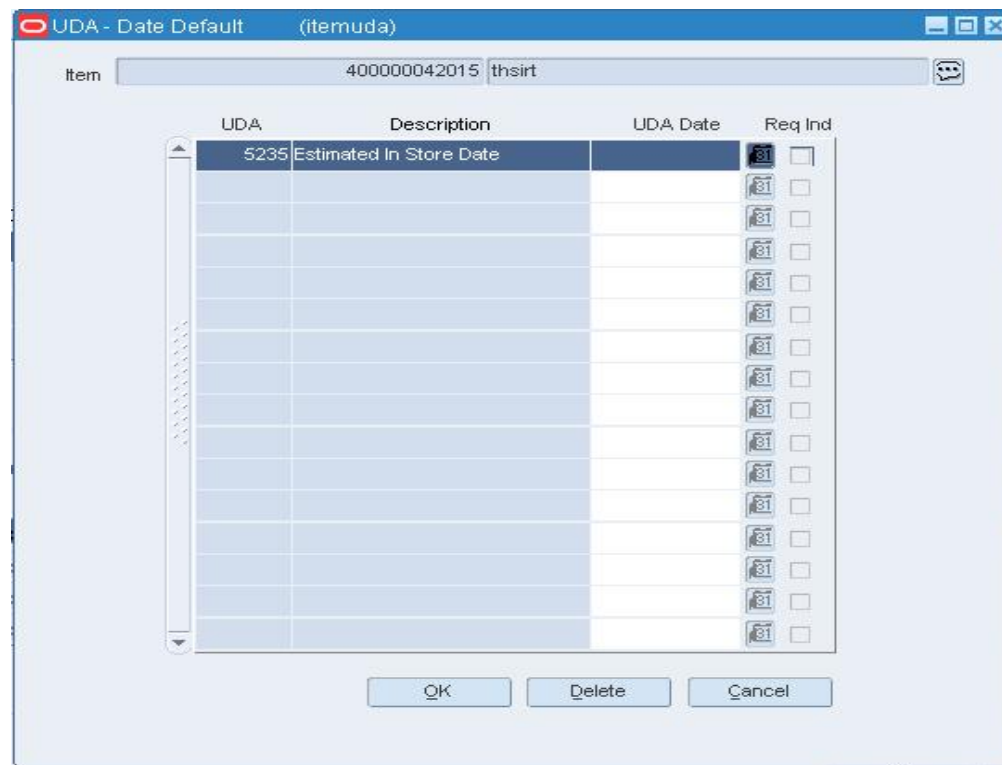 UDA - Date Default (itemuda)
Item 400000042015 thsirt
UDA Description UDA Date Req Ind
5235 Estimated In Store Date
OK Delete Cancel